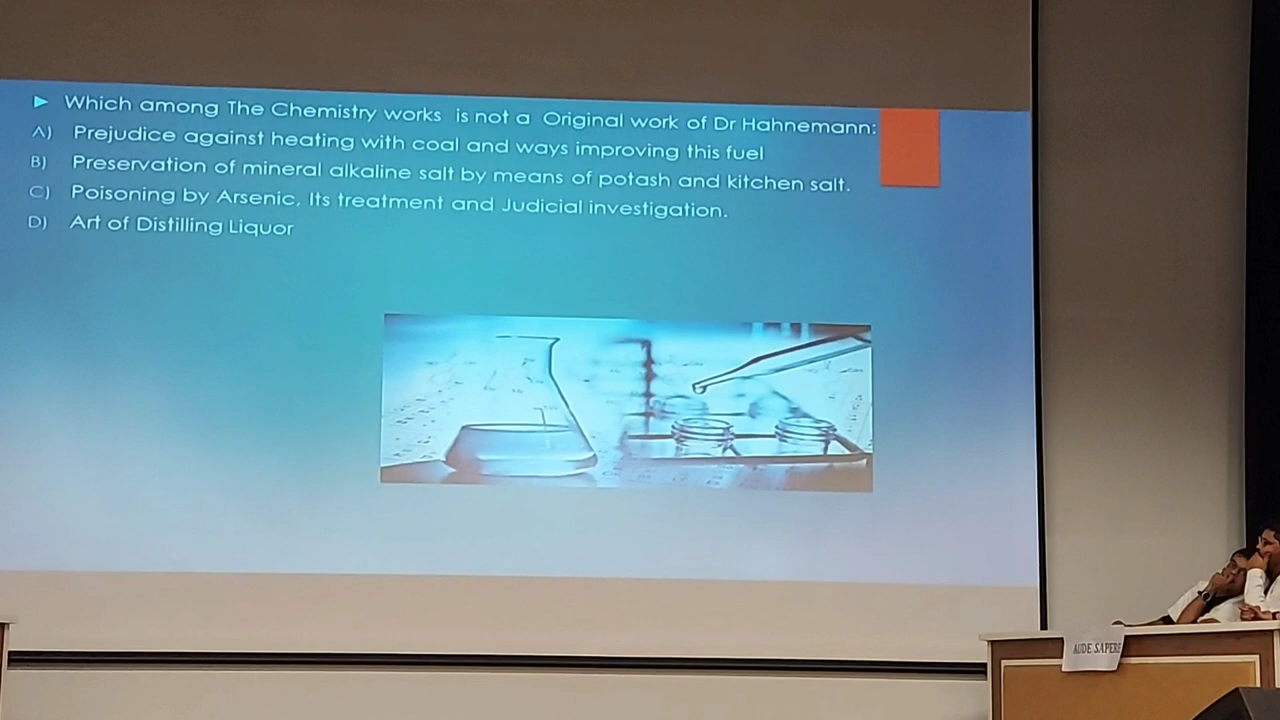 Which among The Chemistry works is not a Original work of Dr Hahnemann:
A) Prejudice against heating with coal and ways improving this fuel
B) Preservation of mineral alkaline salt by means of potash and kitchen salt.
C) Poisoning by Arsenic, Its treatment and Judicial investigation.
D) Art of Distilling Liquor
AUDE SAPERE